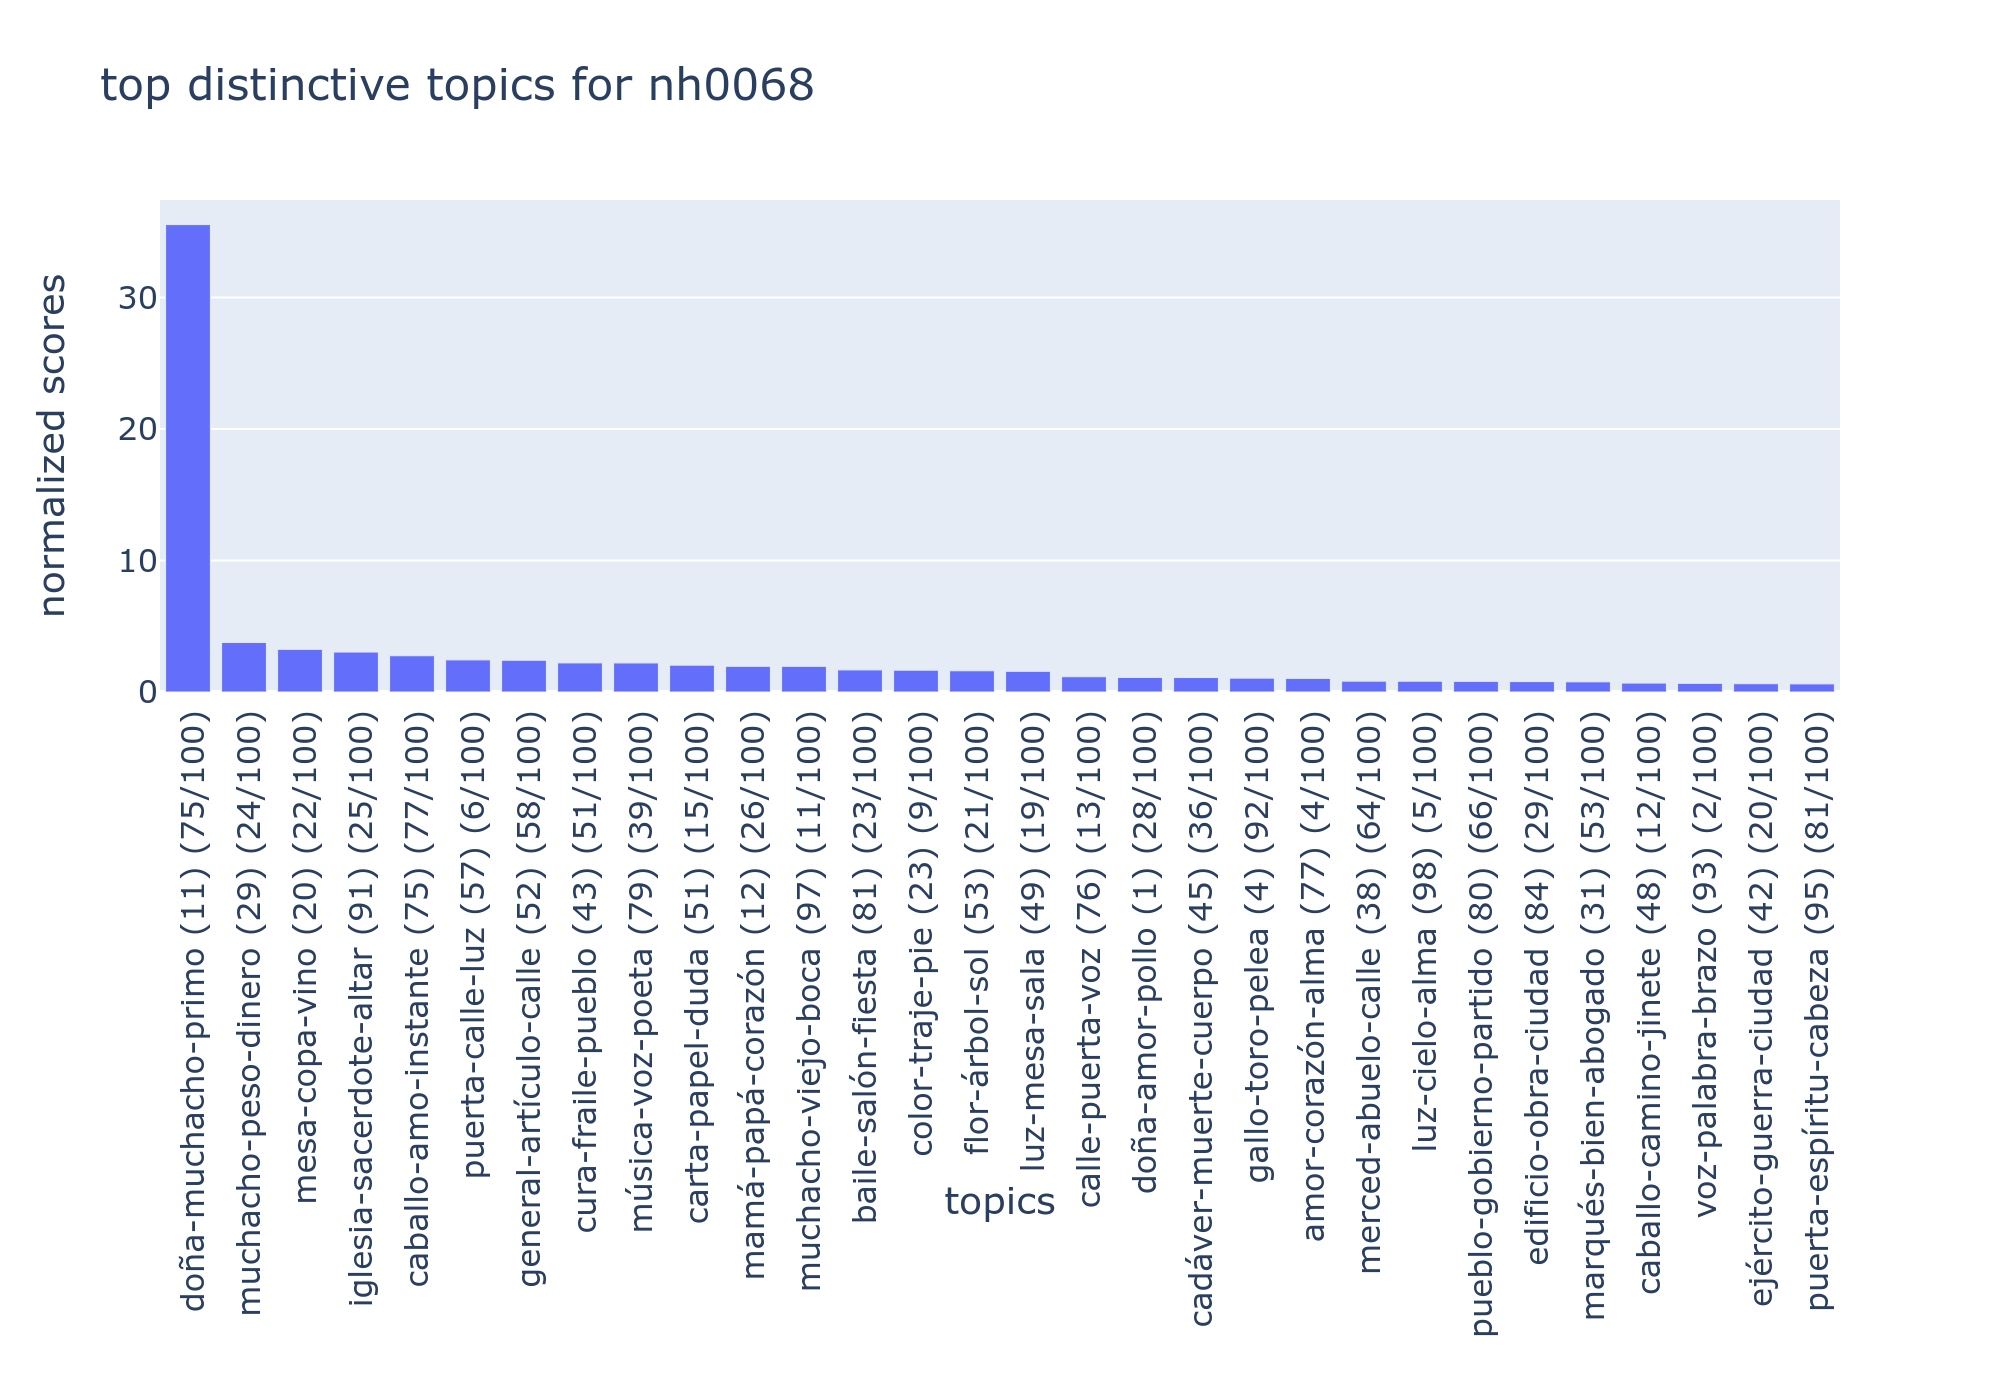 top distinctive topics for nh0068
normalized scores
30
20
10
0
doña-muchacho-primo (11) (75/100)
muchacho-peso-dinero (29) (24/100)
mesa-copa-vino (20) (22/100)
iglesia-sacerdote-altar (91) (25/100)
caballo-amo-instante (75) (77/100)
puerta-calle-luz (57) (6/100)
general-artículo-calle (52) (58/100)
cura-fraile-pueblo (43) (51/100)
música-voz-poeta (79) (39/100)
carta-papel-duda (51) (15/100)
mamá-papá-corazón (12) (26/100)
muchacho-viejo-boca (97) (11/100)
baile-salón-fiesta (81) (23/100)
color-traje-pie (23) (9/100)
flor-árbol-sol (53) (21/100)
luz-mesa-sala (49) (19/100)
calle-puerta-voz (76) (13/100)
doña-amor-pollo (1) (28/100)
cadáver-muerte-cuerpo (45) (36/100)
gallo-toro-pelea (4) (92/100)
amor-corazón-alma (77) (4/100)
merced-abuelo-calle (38) (64/100)
luz-cielo-alma (98) (5/100)
pueblo-gobierno-partido (80) (66/100)
edificio-obra-ciudad (84) (29/100)
marqués-bien-abogado (31) (53/100)
caballo-camino-jinete (48) (12/100)
voz-palabra-brazo (93) (2/100)
ejército-guerra-ciudad (42) (20/100)
puerta-espíritu-cabeza (95) (81/100)
topics